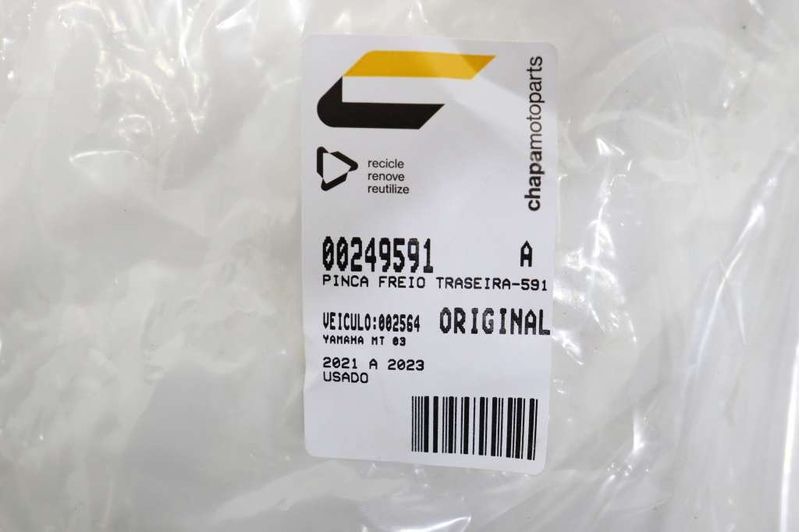 chapamotoparts
recicle
renove
reutilize
00249591 A
PINCA FREIO TRASEIRA-591
VEICULO:002564 ORIGINAL
YAMAHA MT 03
2021 A 2023
USADO